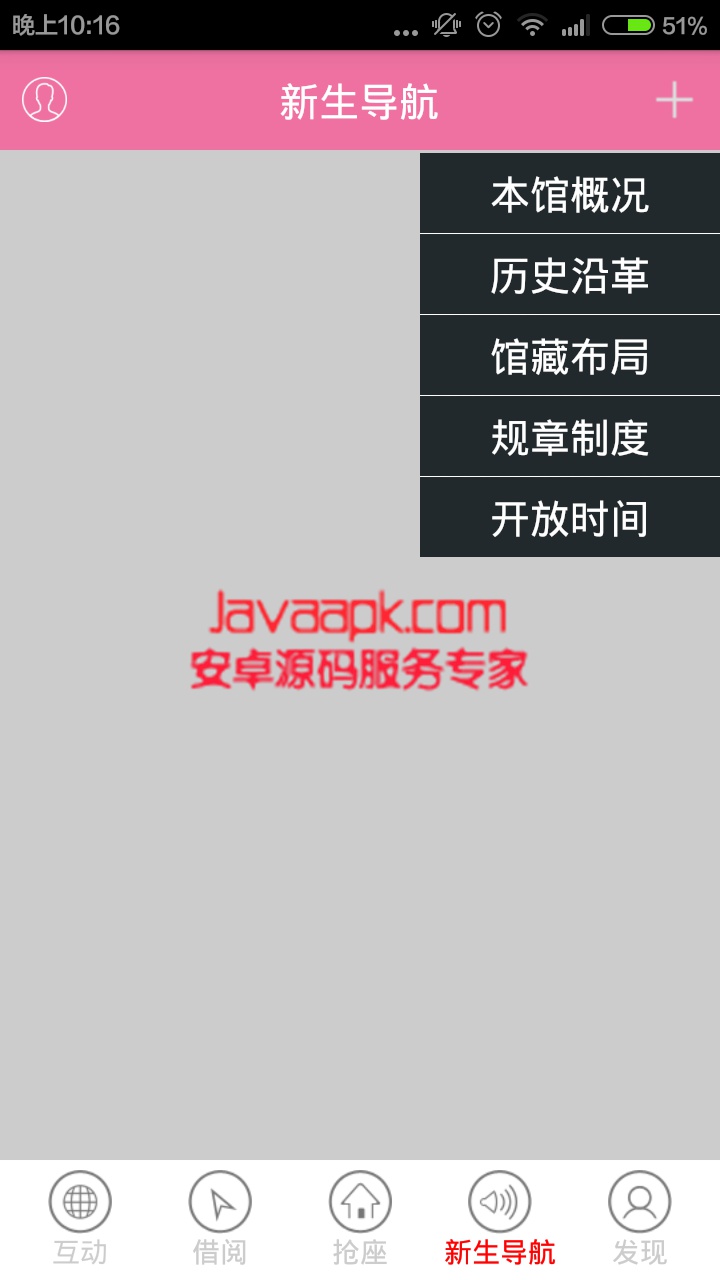 晚上10:16
51%
新生导航
本馆概况
历史沿革
馆藏布局
规章制度
开放时间
Javaapk.com
安卓源码服务专家
互动
借阅
抢座
新生导航
发现